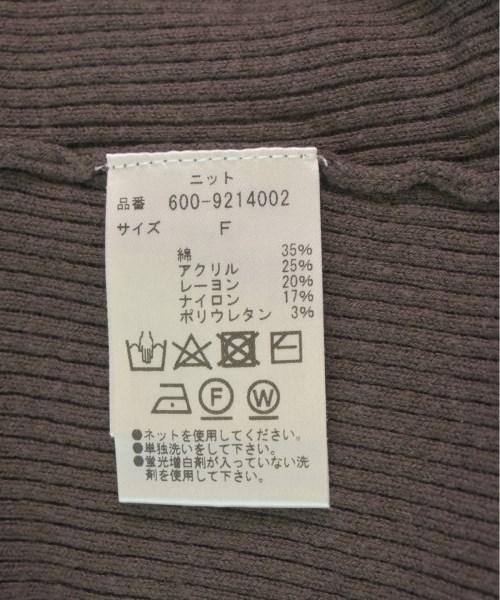 ニット
品番 600-9214002
サイズ F
綿 35%
アクリル 25%
レーヨン 20%
ナイロン 17%
ポリウレタン 3%
F W
●ネットを使用してください。
●単独洗いをして下さい。
●蛍光増白剤が入っていない洗
剤を使用して下さい。